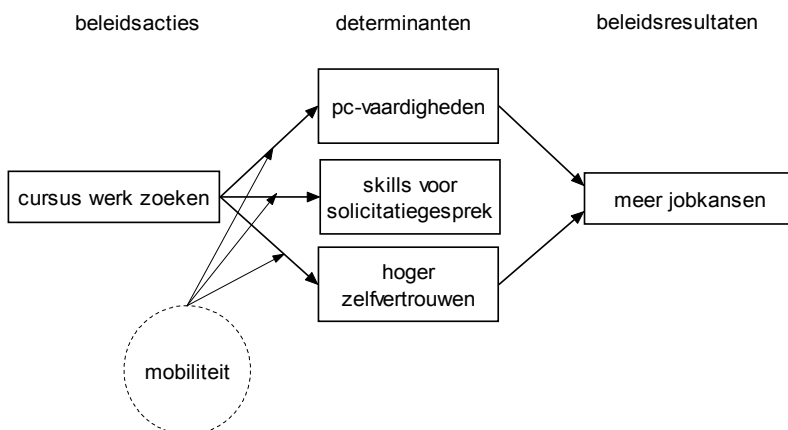 beleidsacties
determinanten
beleidsresultaten
pc-vaardigheden
cursus werk zoeken
skills voor
solicitatiegesprek
meer jobkansen
hoger
zelfvertrouwen
mobiliteit